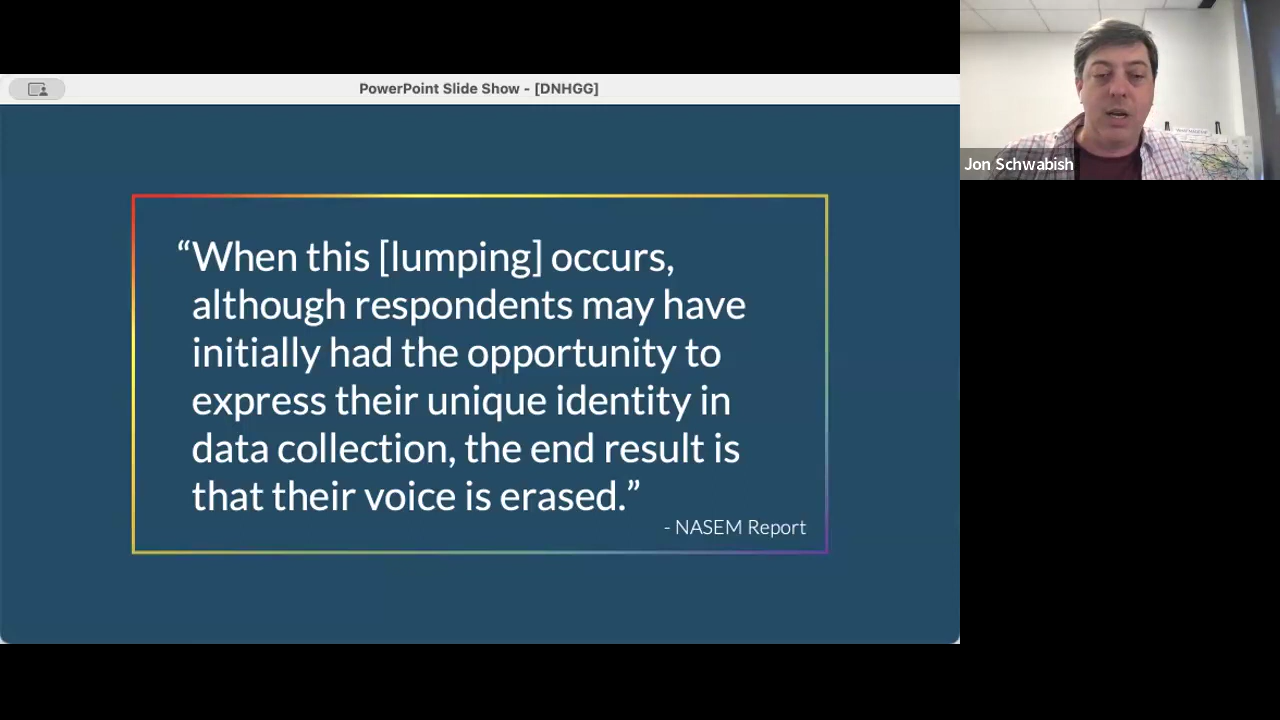 PowerPoint Slide Show - [DNHGG]
Jon Schwabish
“When this [lumping] occurs,
although respondents may have
initially had the opportunity to
express their unique identity in
data collection, the end result is
that their voice is erased.”
- NASEM Report